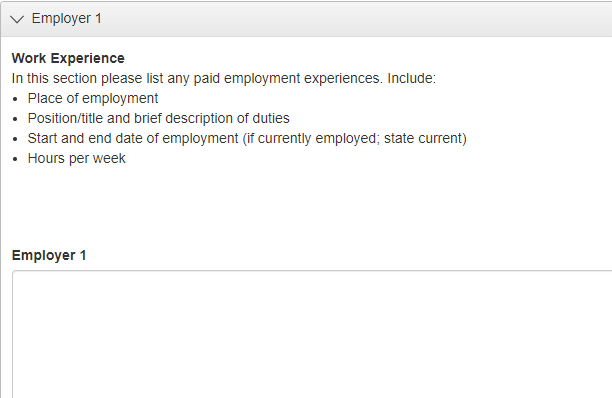 Employer 1
Work Experience
In this section please list any paid employment experiences. Include:
• Place of employment
• Position/title and brief description of duties
• Start and end date of employment (if currently employed; state current)
• Hours per week
Employer 1